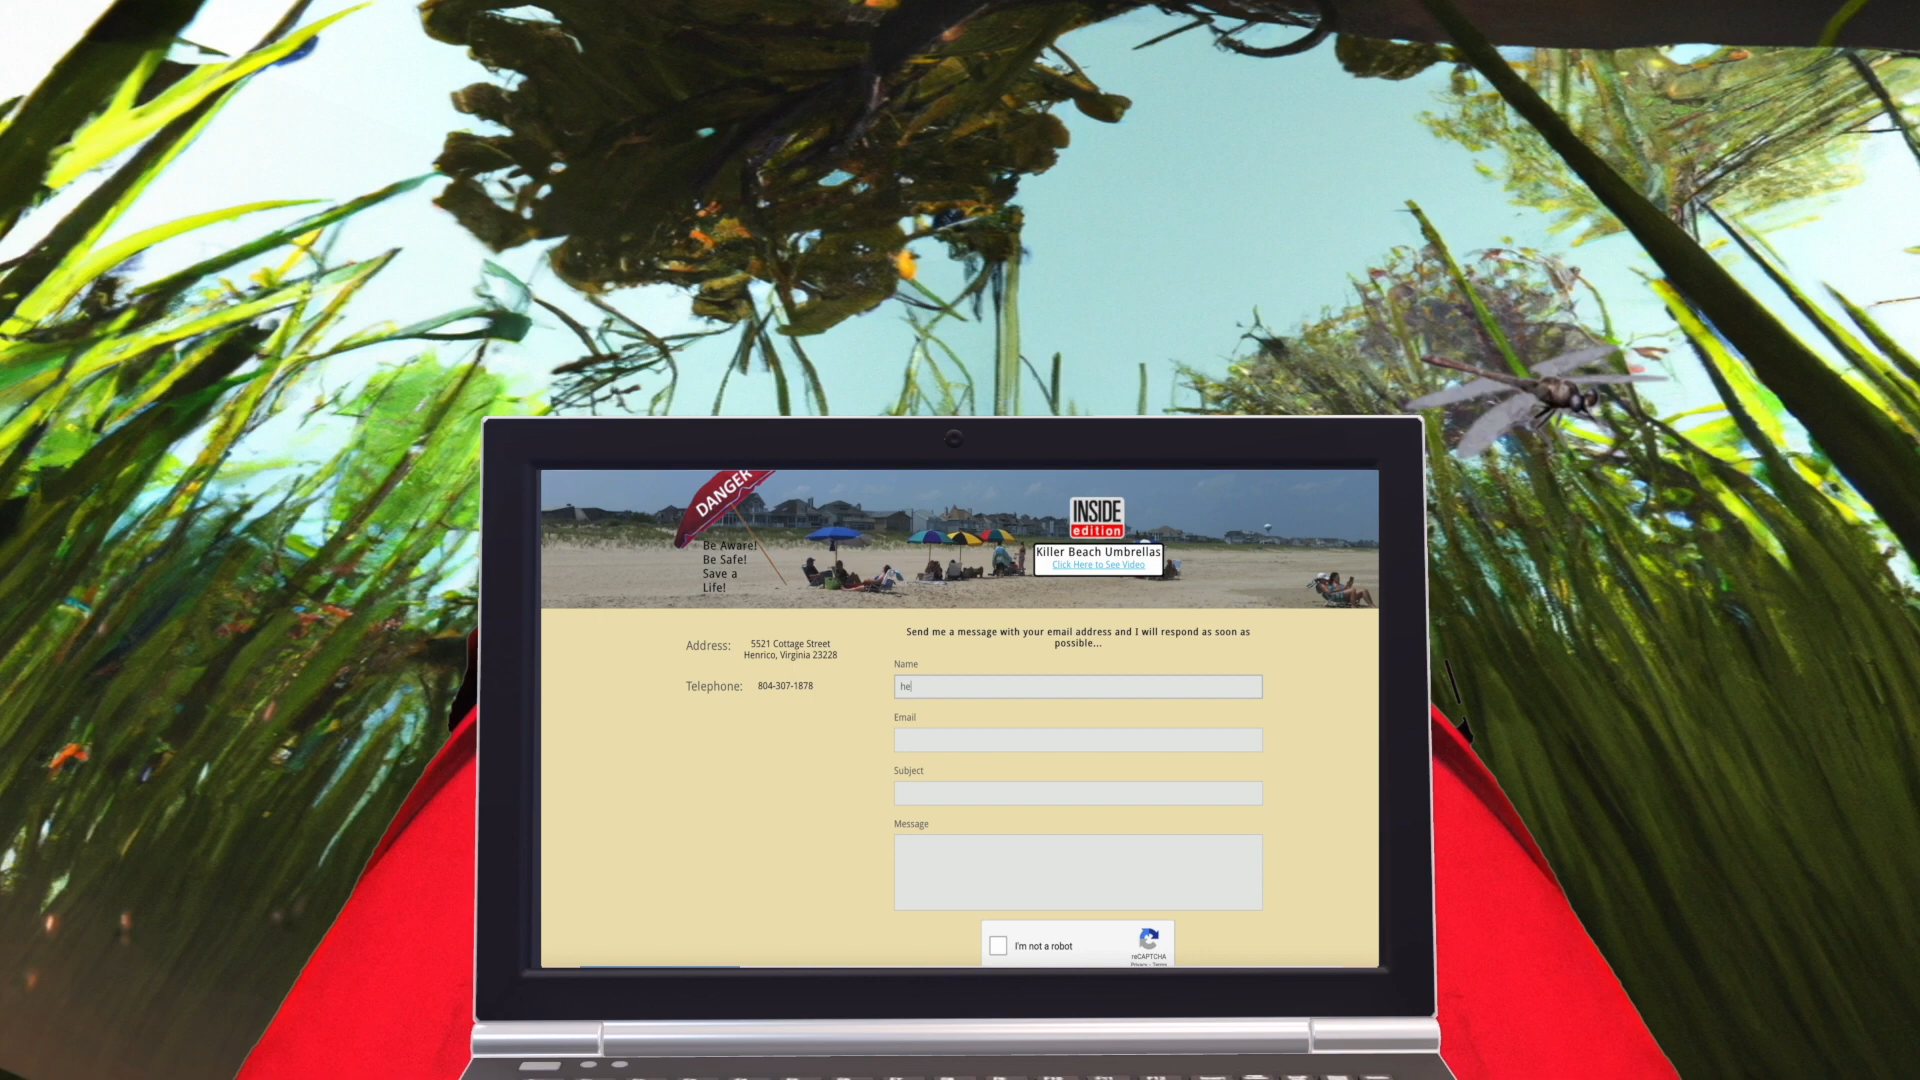 DANGER
Be Aware!
Be Safe!
Save a
Life!
INSIDE
edition
Killer Beach Umbrellas
Click Here to See Video
Address:
5521 Cottage Street
Henrico, Virginia 23228
Telephone:
804-307-1878
Send me a message with your email address and I will respond as soon as
possible...
Name
he
Email
Subject
Message
I'm not a robot
reCAPTCHA
Privacy - Terms